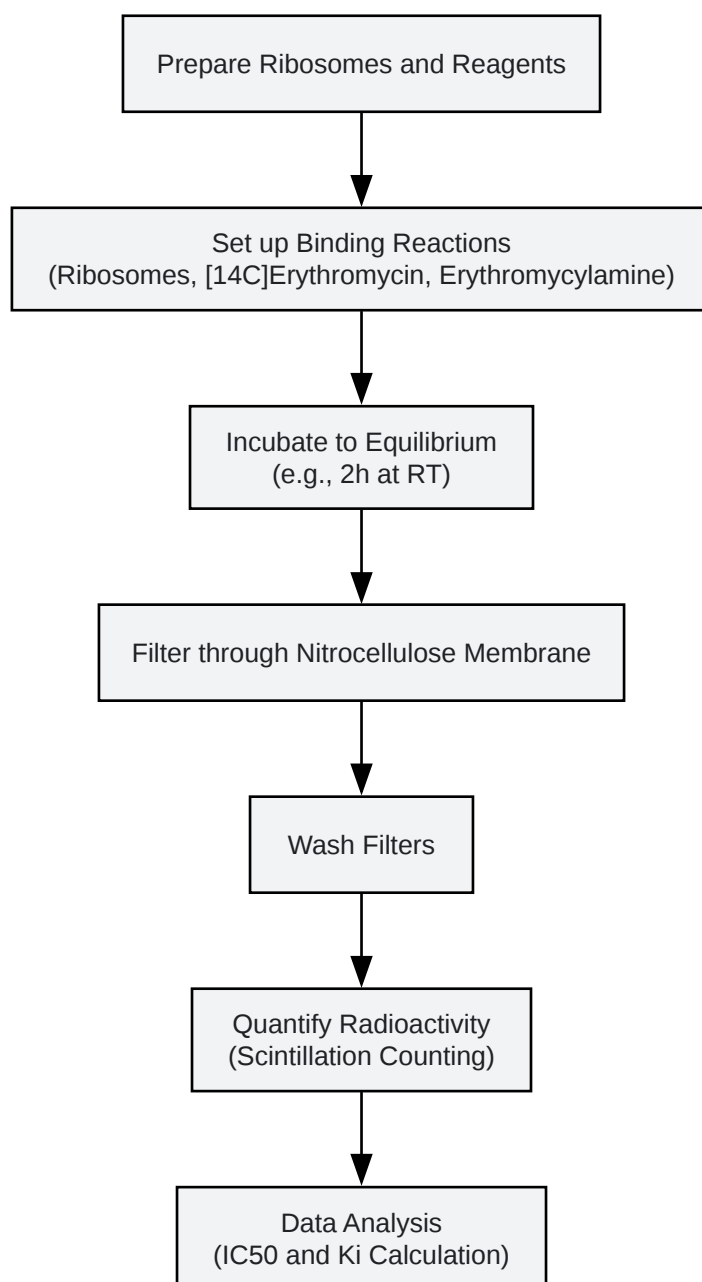 Prepare Ribosomes and Reagents
Set up Binding Reactions
(Ribosomes, [14C]Erythromycin, Erythromycylamine)
Incubate to Equilibrium
(e.g., 2h at RT)
Filter through Nitrocellulose Membrane
Wash Filters
Quantify Radioactivity
(Scintillation Counting)
Data Analysis
(IC50 and Ki Calculation)